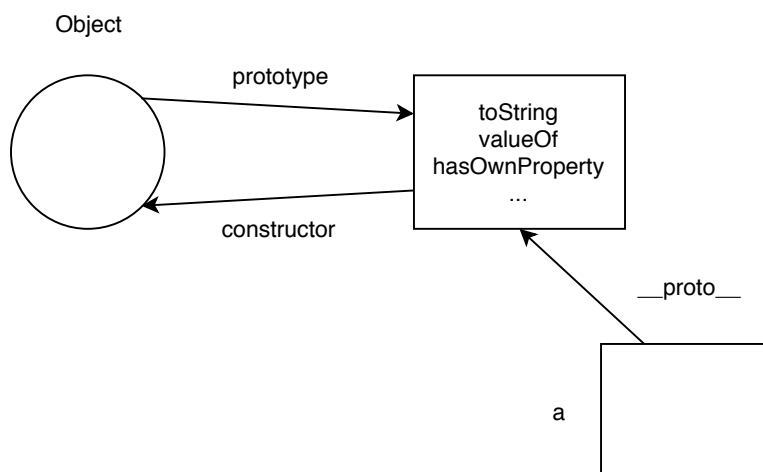 Object
prototype
toString
valueOf
hasOwnProperty
...
constructor
__proto__
a